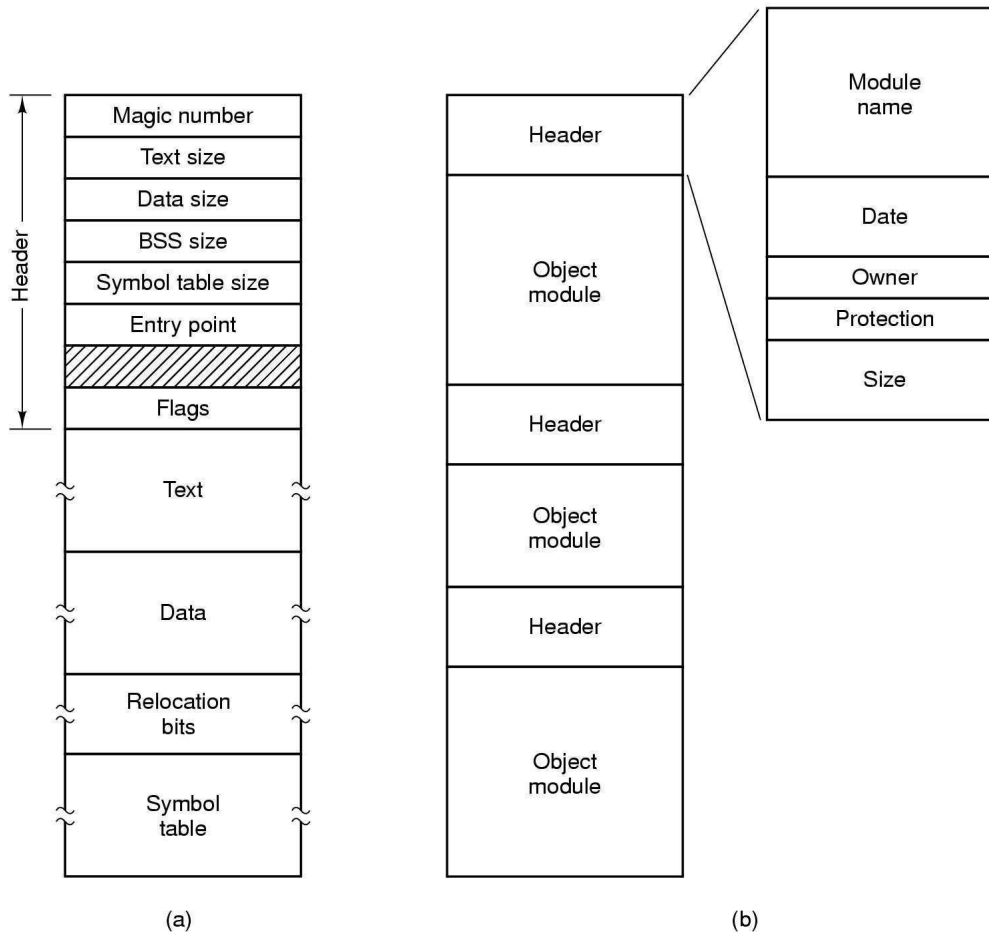 Header
Magic number
Text size
Data size
BSS size
Symbol table size
Entry point
Flags
Text
Data
Relocation
bits
Symbol
table
(a)
Header
Object
module
Header
Object
module
Header
Object
module
Module
name
Date
Owner
Protection
Size
(b)